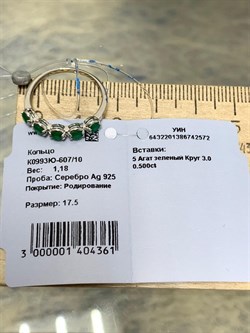 УИН
6432201386742572
Кольцо
К0993Ю-607/10
Вес: 1,18
Проба: Серебро Ag 925
Покрытие: Родирование
Размер: 17.5
Вставки:
5 Агат зеленый Круг 3.0
0.500ct
3 000001 404361